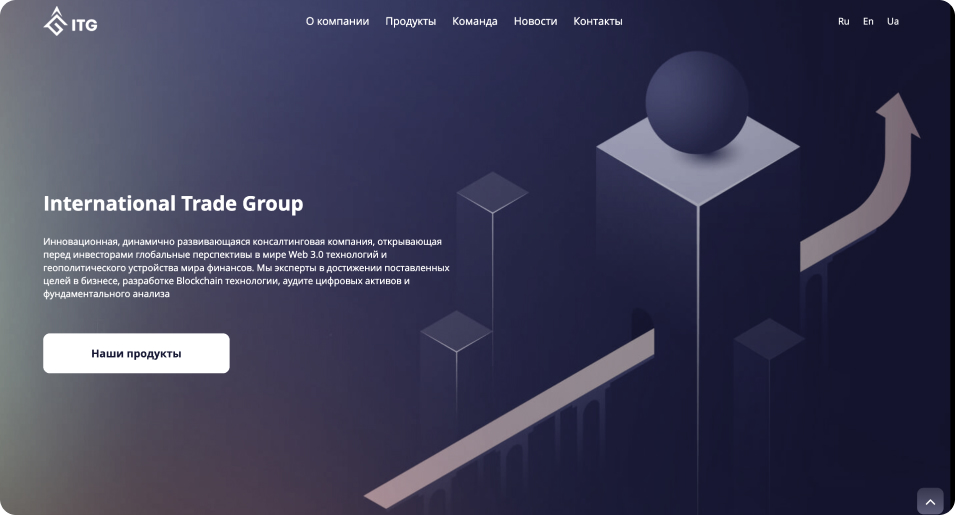 ITG
О компании Продукты Команда Новости Контакты
Ru En Ua
International Trade Group
Инновационная, динамично развивающаяся консалтинговая компания, открывающая
перед инвесторами глобальные перспективы в мире Web 3.0 технологий и
геополитического устройства мира финансов. Мы эксперты в достижении поставленных
целей в бизнесе, разработке Blockchain технологии, аудите цифровых активов и
фундаментального анализа
Наши продукты